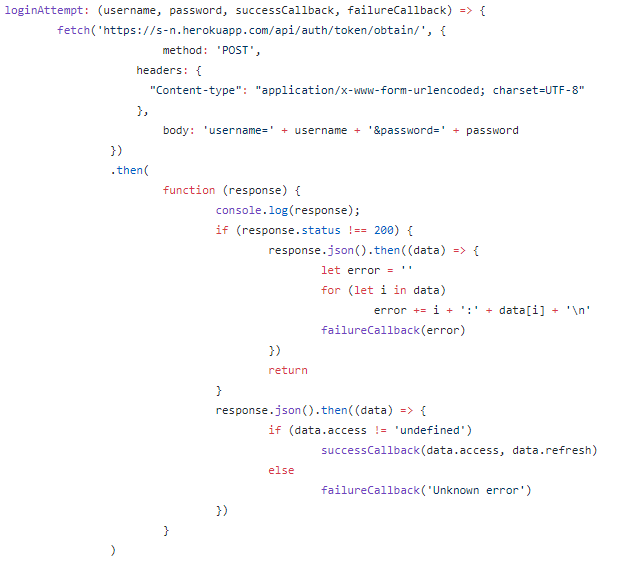 loginAttempt: (username, password, successCallback, failureCallback) => {
fetch('https://s-n.herokuapp.com/api/auth/token/obtain/', {
method: 'POST',
headers: {
"Content-type": "application/x-www-form-urlencoded; charset=UTF-8"
},
body: 'username=' + username + '&password=' + password
})
.then(
function (response) {
console.log(response);
if (response.status !== 200) {
response.json().then((data) => {
let error = ''
for (let i in data)
error += i + ':' + data[i] + '\n'
failureCallback(error)
})
return
}
response.json().then((data) => {
if (data.access != 'undefined')
successCallback(data.access, data.refresh)
else
failureCallback('Unknown error')
})
}
)